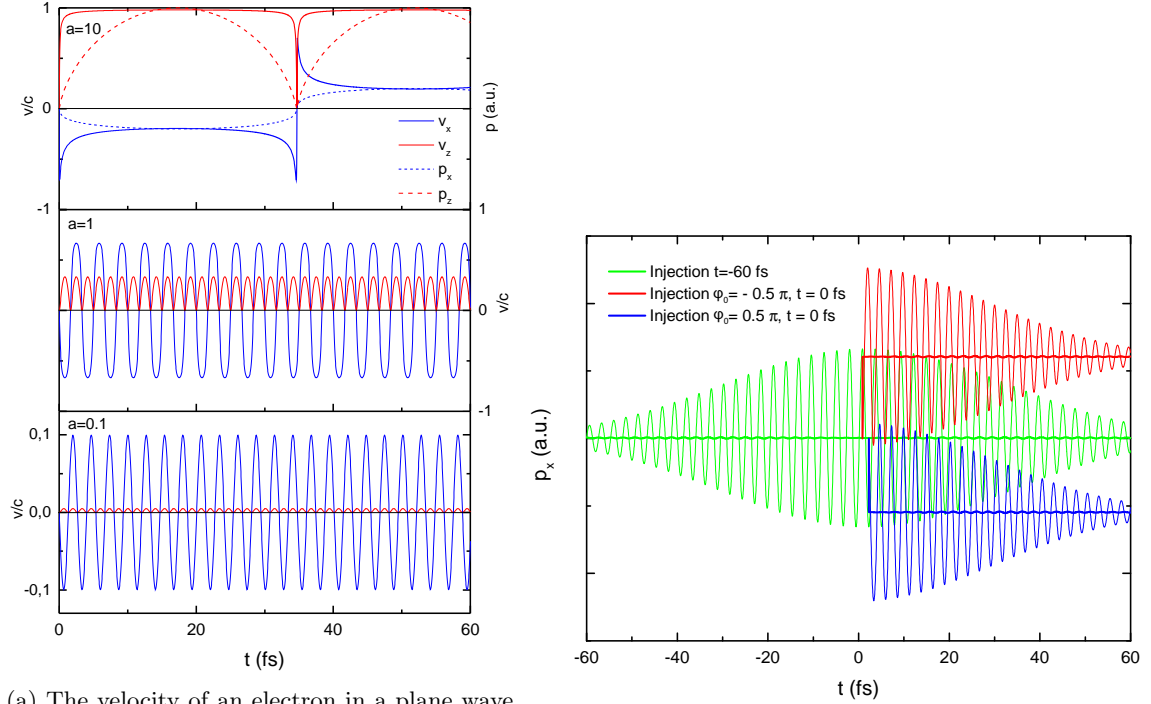 a=10
1
0
-1
v/c
p (a.u.)
v_x
v_z
p_x
p_z
a=1
1
0
-1
v/c
a=0.1
0,1
0,0
-0,1
v/c
0 20 40 60
t (fs)
(a) The velocity of an electron in a plane wave
Injection t=-60 fs
Injection φ₀= - 0.5 π, t = 0 fs
Injection φ₀= 0.5 π, t = 0 fs
p_x (a.u.)
-60 -40 -20 0 20 40 60
t (fs)